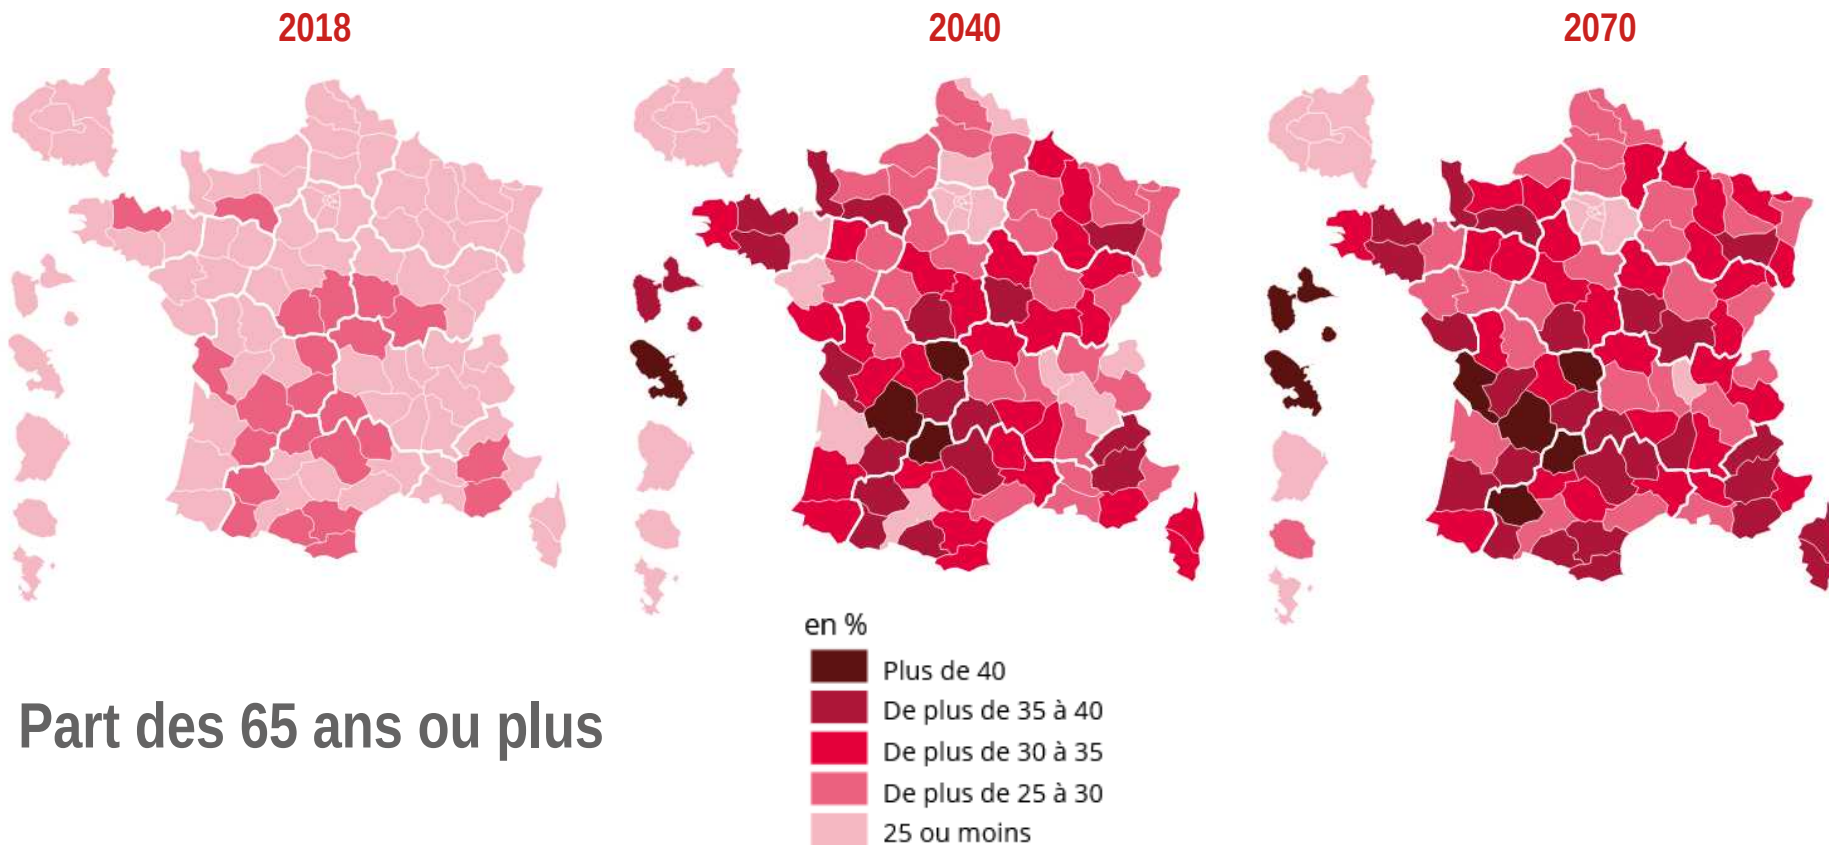 2018
2040
2070
en %
Plus de 40
De plus de 35 à 40
De plus de 30 à 35
De plus de 25 à 30
25 ou moins
Part des 65 ans ou plus